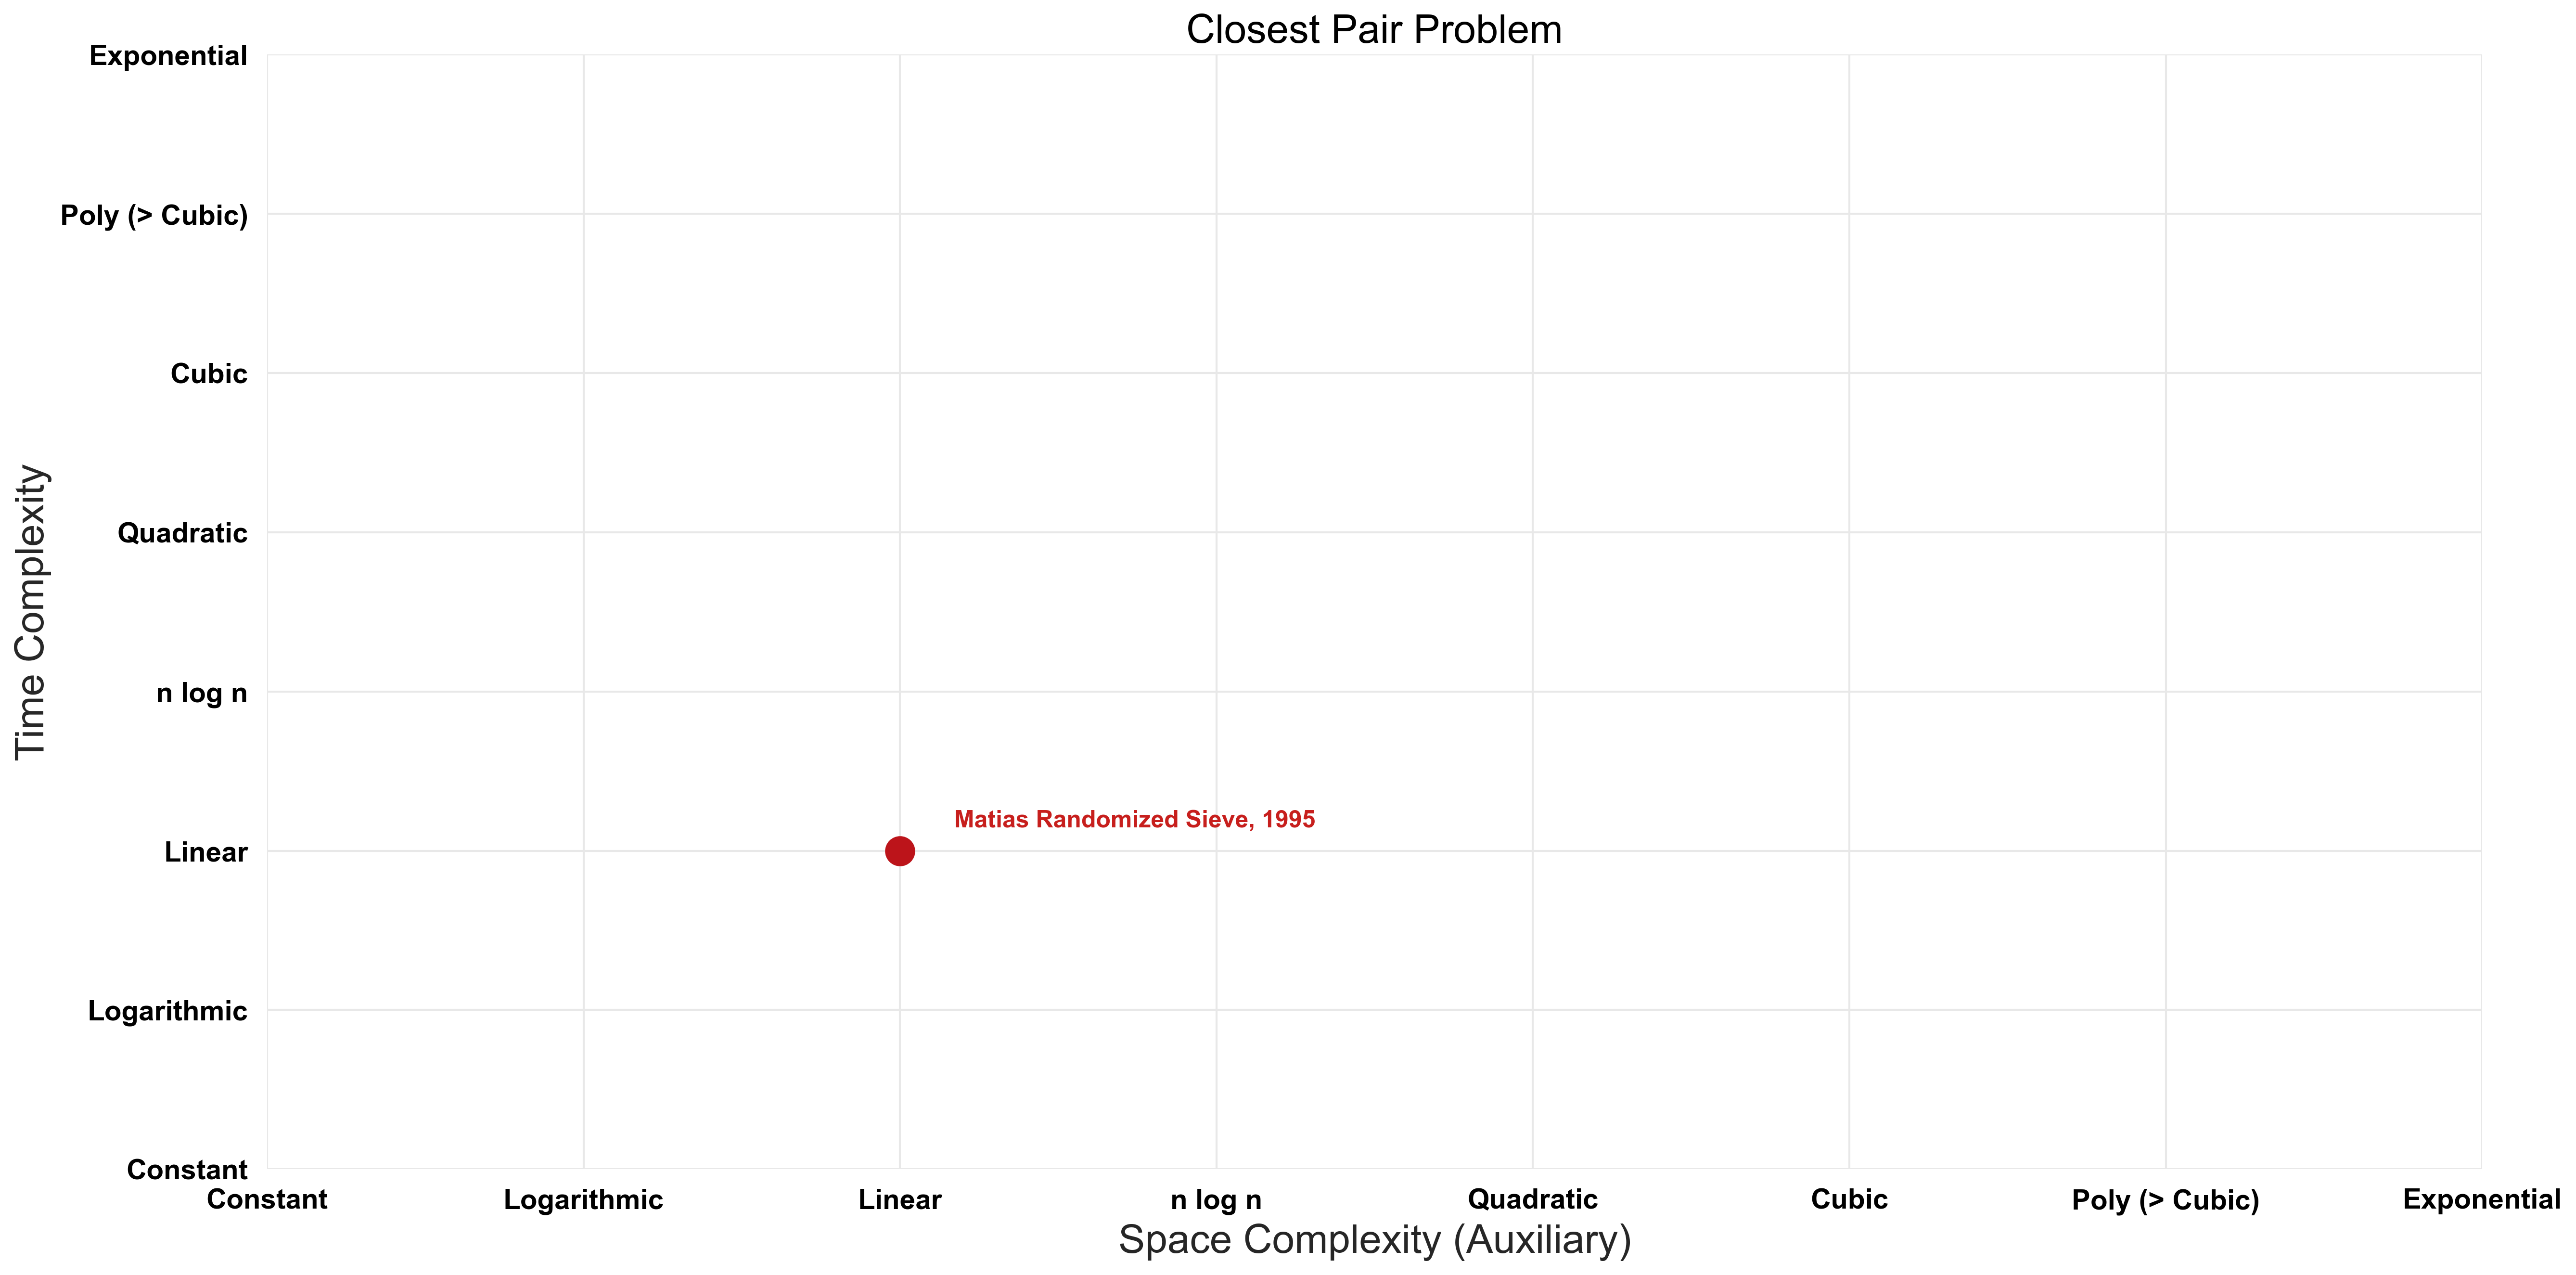 Closest Pair Problem
Exponential
Poly (> Cubic)
Cubic
Quadratic
n log n
Linear
Logarithmic
Constant
Time Complexity
Matias Randomized Sieve, 1995
Constant
Logarithmic
Linear
n log n
Quadratic
Cubic
Poly (> Cubic)
Exponential
Space Complexity (Auxiliary)